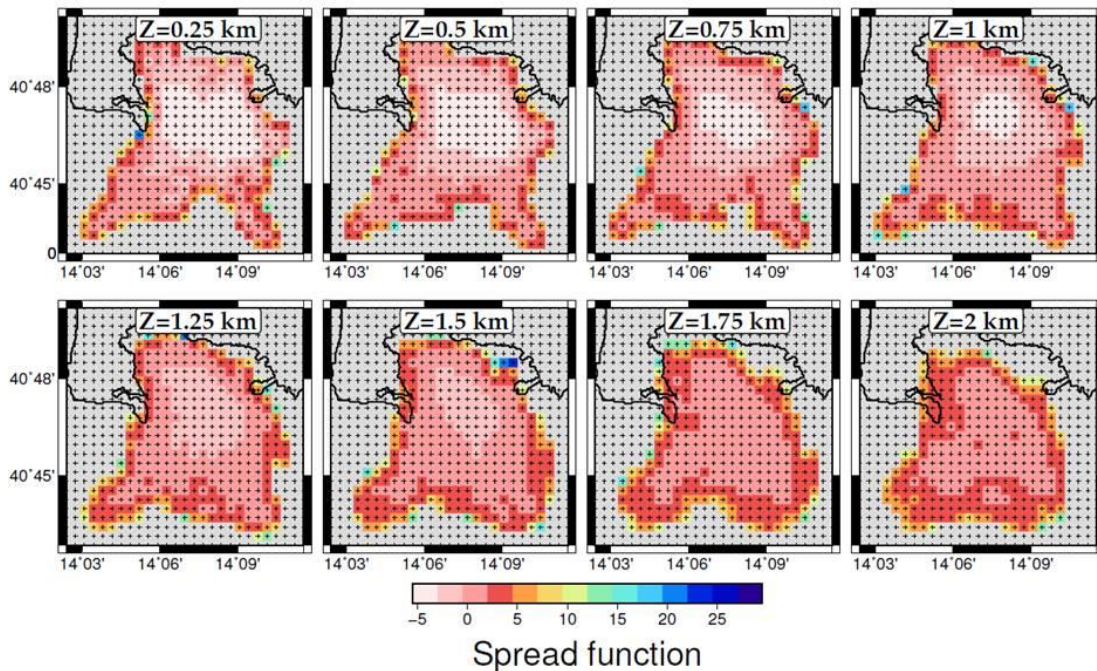 Z=0.25 km Z=0.5 km Z=0.75 km Z=1 km
40˚48'
40˚45'
0
14˚03' 14˚06' 14˚09' 14˚03' 14˚06' 14˚09' 14˚03' 14˚06' 14˚09' 14˚03' 14˚06' 14˚09'
Z=1.25 km Z=1.5 km Z=1.75 km Z=2 km
40˚48'
40˚45'
14˚03' 14˚06' 14˚09' 14˚03' 14˚06' 14˚09' 14˚03' 14˚06' 14˚09' 14˚03' 14˚06' 14˚09'
−5 0 5 10 15 20 25
Spread function